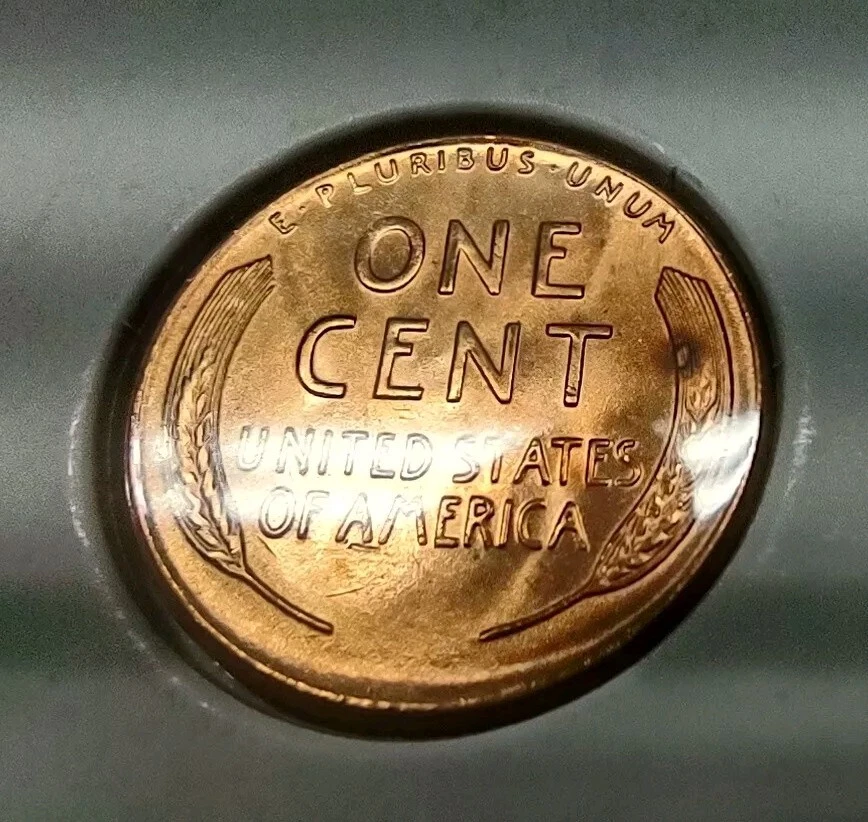 E·PLURIBUS·UNUM
ONE
CENT
UNITED STATES
OF AMERICA